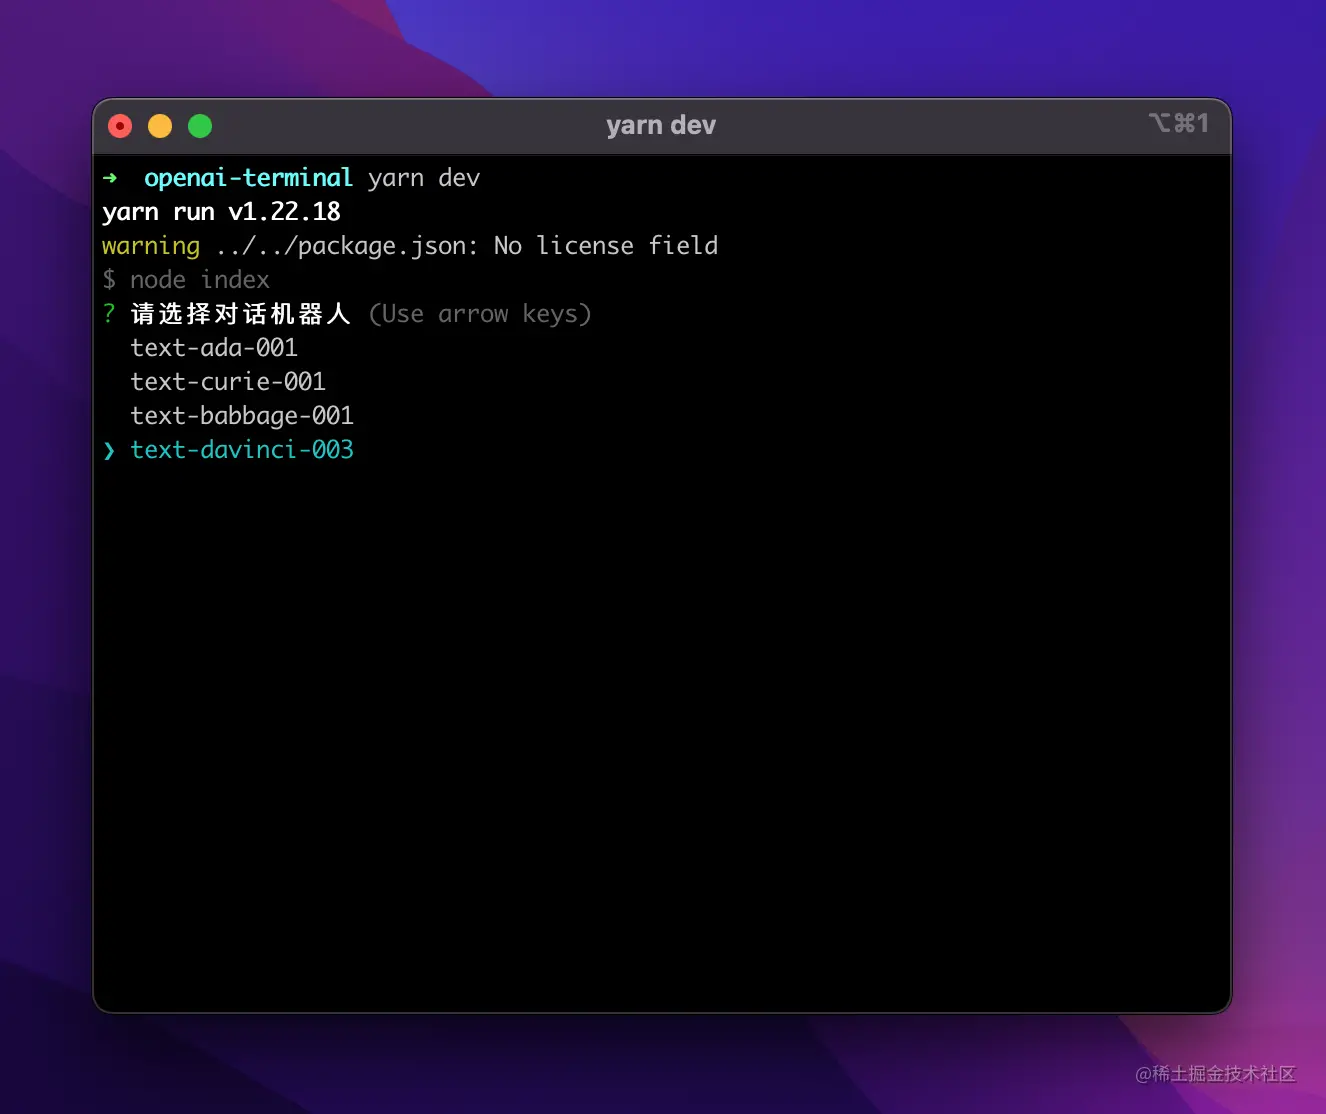 yarn dev
⌥⌘1
➜ openai-terminal yarn dev
yarn run v1.22.18
warning ../../package.json: No license field
$ node index
? 请选择对话机器人 (Use arrow keys)
text-ada-001
text-curie-001
text-babbage-001
❯ text-davinci-003
@稀土掘金技术社区